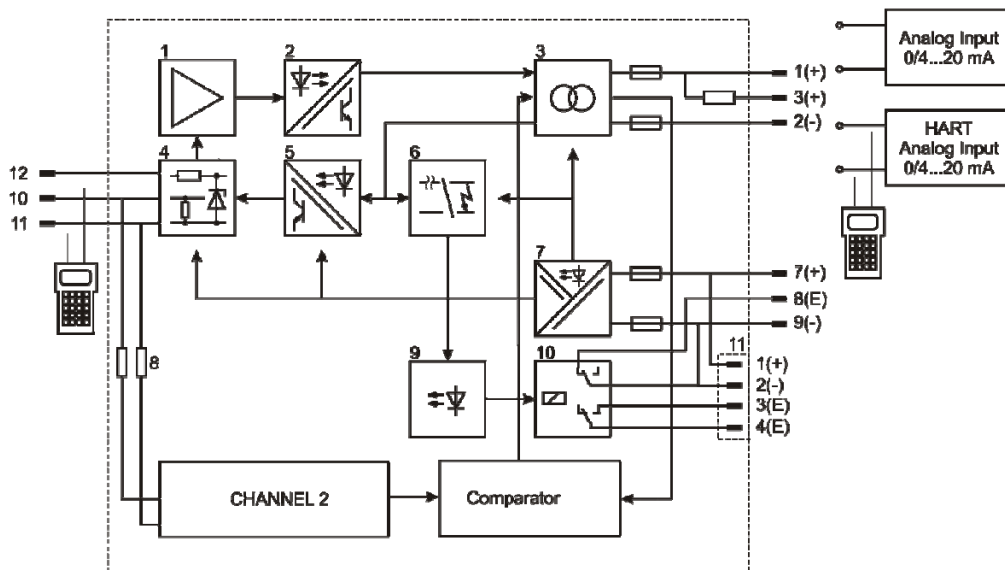 1
2
3
1(+)
3(+)
2(-)
Analog Input
0/4...20 mA
HART
Analog Input
0/4...20 mA
12
10
11
4
5
6
7
7(+)
8(E)
9(-)
8
9
10
11
1(+)
2(-)
3(E)
4(E)
CHANNEL 2
Comparator